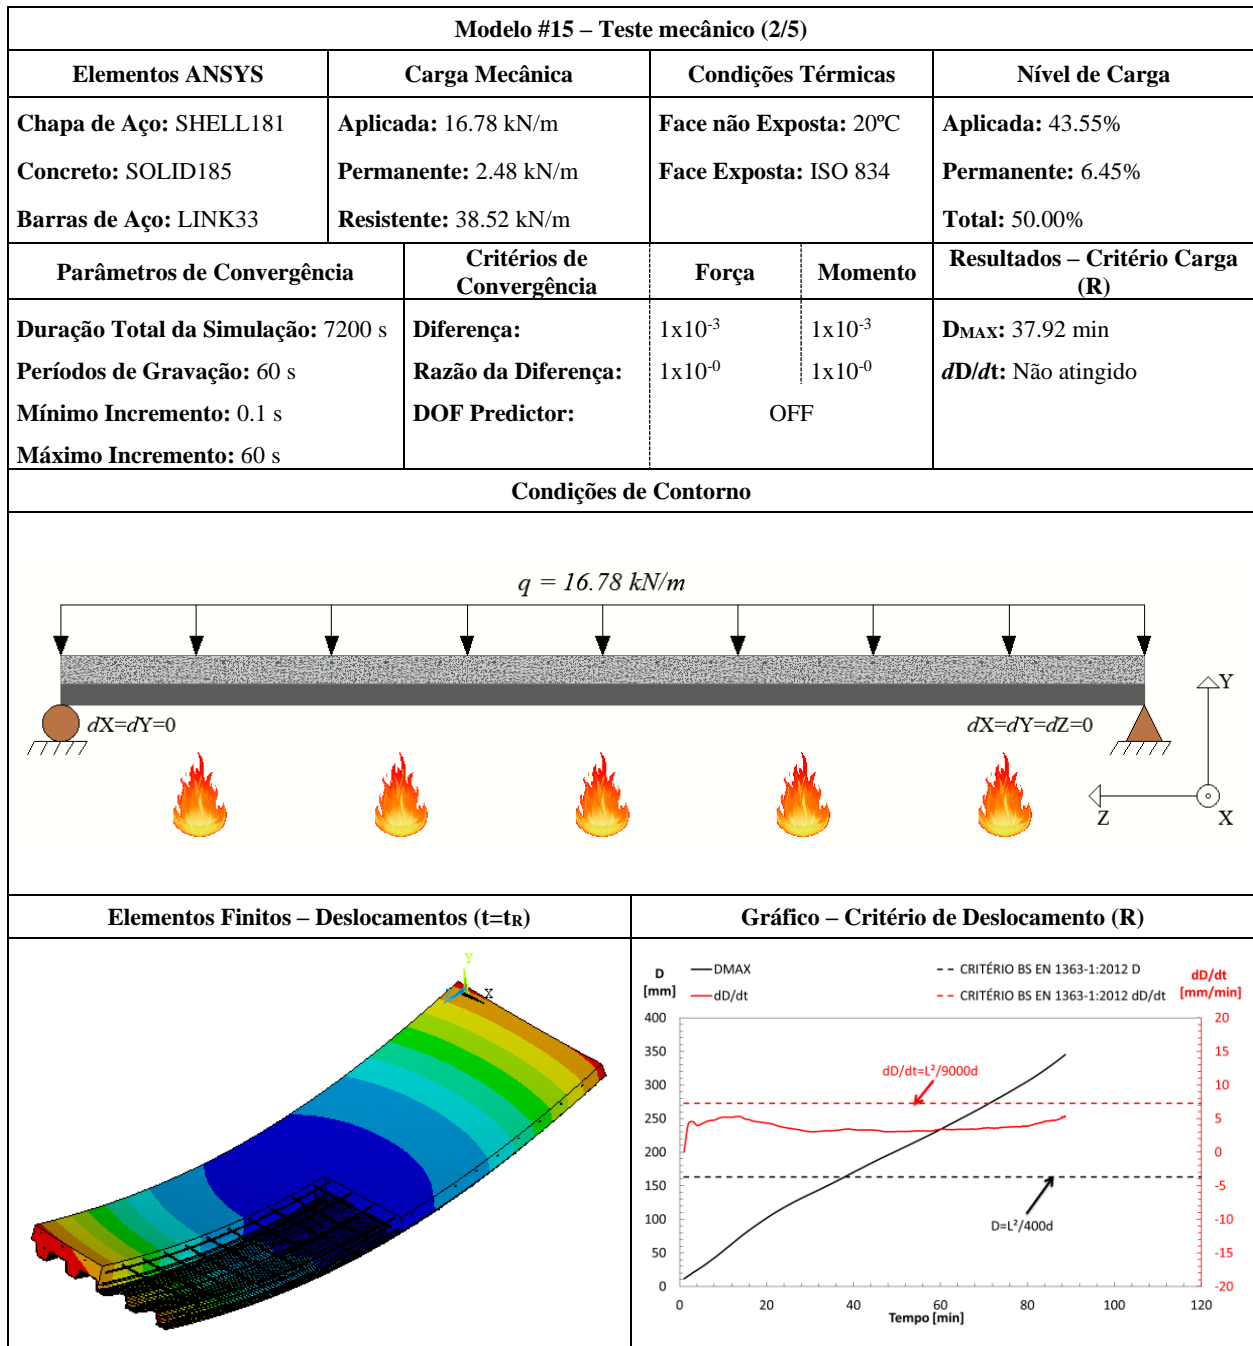 Modelo #15 – Teste mecânico (2/5)
Elementos ANSYS
Carga Mecânica
Condições Térmicas
Nível de Carga
Chapa de Aço: SHELL181
Concreto: SOLID185
Barras de Aço: LINK33
Aplicada: 16.78 kN/m
Permanente: 2.48 kN/m
Resistente: 38.52 kN/m
Face não Exposta: 20ºC
Face Exposta: ISO 834
Aplicada: 43.55%
Permanente: 6.45%
Total: 50.00%
Parâmetros de Convergência
Critérios de
Convergência
Força
Momento
Resultados – Critério Carga
(R)
Duração Total da Simulação: 7200 s
Períodos de Gravação: 60 s
Mínimo Incremento: 0.1 s
Máximo Incremento: 60 s
Diferença: 1x10-3 1x10-3
Razão da Diferença: 1x10-0 1x10-0
DOF Predictor: OFF
DMAX: 37.92 min
dD/dt: Não atingido
Condições de Contorno
q = 16.78 kN/m
dX=dY=0
dX=dY=dZ=0
Y
Z
X
Elementos Finitos – Deslocamentos (t=tR)
Y
X
Gráfico – Critério de Deslocamento (R)
D
[mm]
DMAX
dD/dt
CRITÉRIO BS EN 1363-1:2012 D
CRITÉRIO BS EN 1363-1:2012 dD/dt
dD/dt
[mm/min]
400
350
300
250
200
150
100
50
0
20
15
10
5
0
-5
-10
-15
-20
dD/dt=L²/9000d
D=L²/400d
0 20 40 60 80 100 120
Tempo [min]